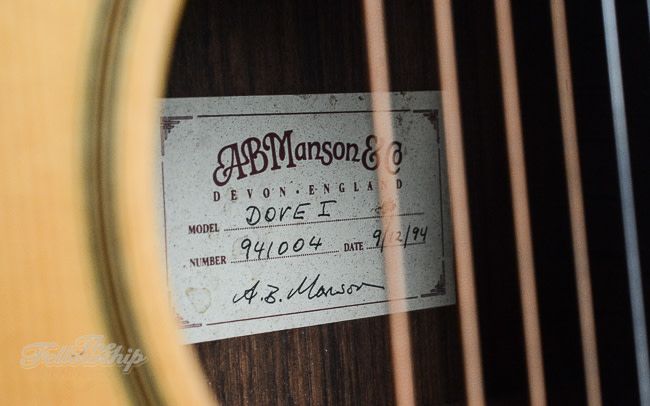 ABManson & Co
DEVON · ENGLAND
MODEL DOVE I
NUMBER 941004 DATE 9/12/94
A.B. Manson
The
Fellowship